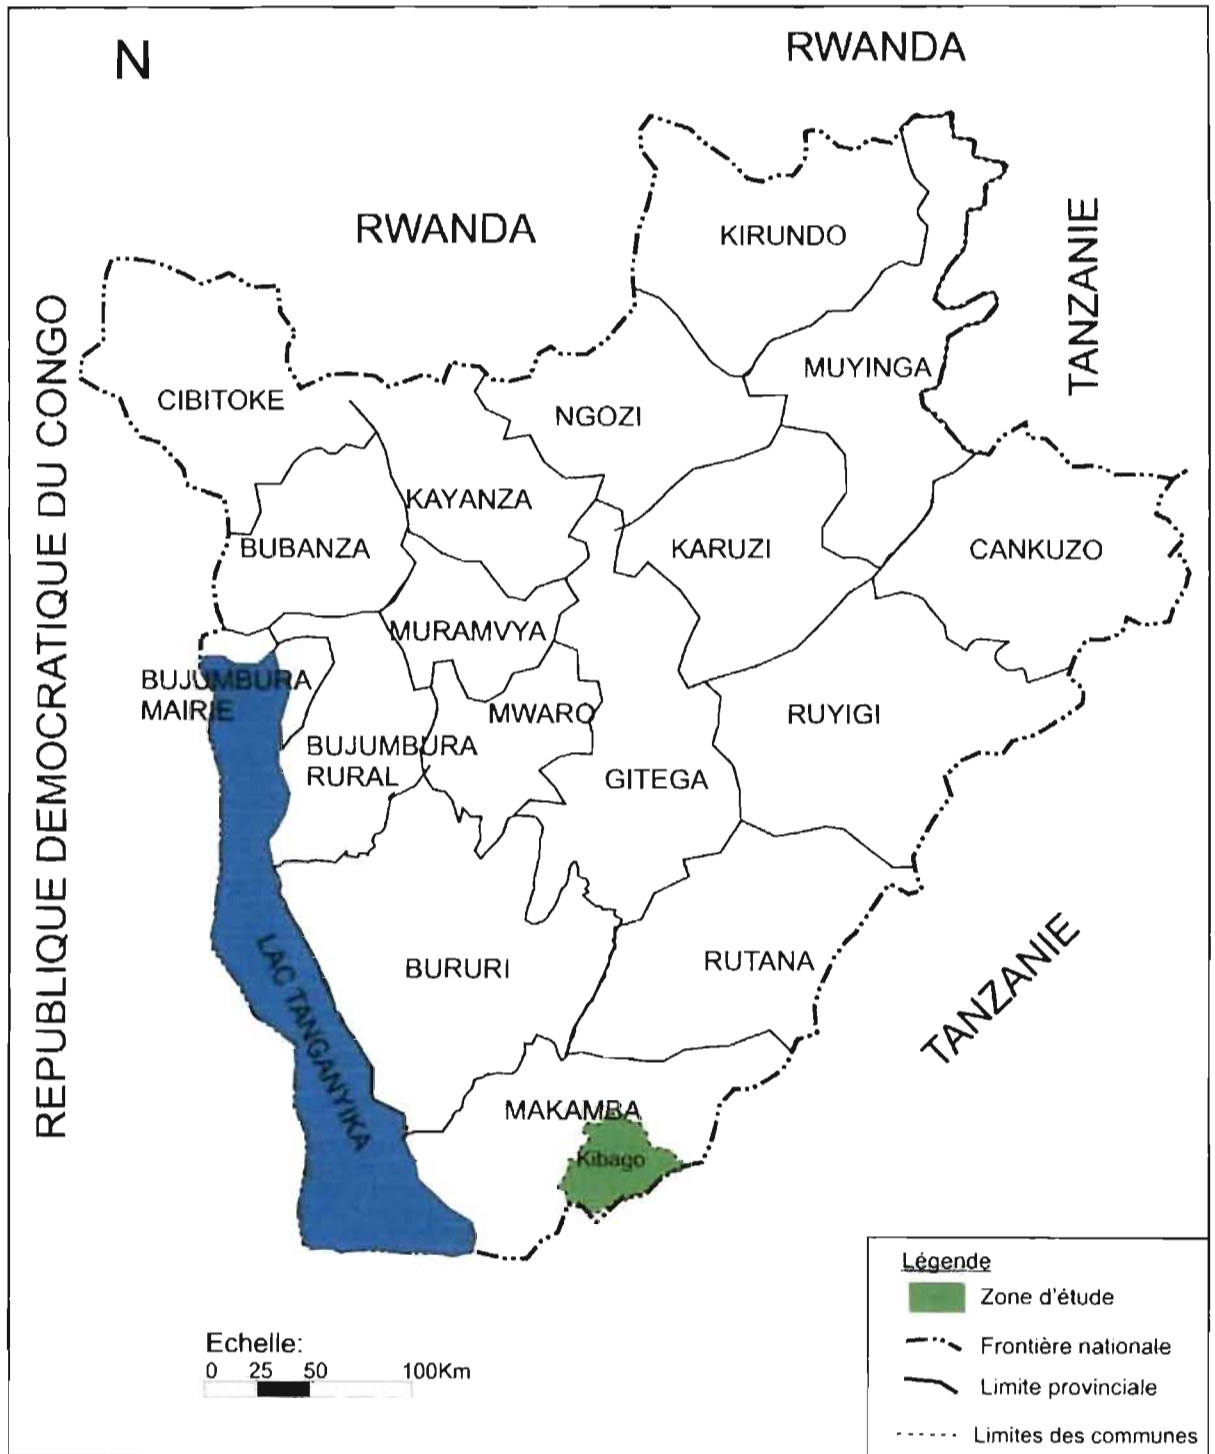 N
RWANDA
RWANDA
KIRUNDO
TANZANIE
REPUBLIQUE DEMOCRATIQUE DU CONGO
MUYINGA
CIBITOKE
NGOZI
KAYANZA
BUBANZA
KARUZI
CANKUZO
MURAMVYA
BUJUMBURA
MAIRIE
MWARO
RUYIGI
BUJUMBURA
RURAL
GITEGA
LAC TANGANYIKA
BURURI
RUTANA
TANZANIE
MAKAMBA
Kibago
Légende
Zone d'étude
Frontière nationale
Limite provinciale
Limites des communes
Echelle:
0 25 50 100Km